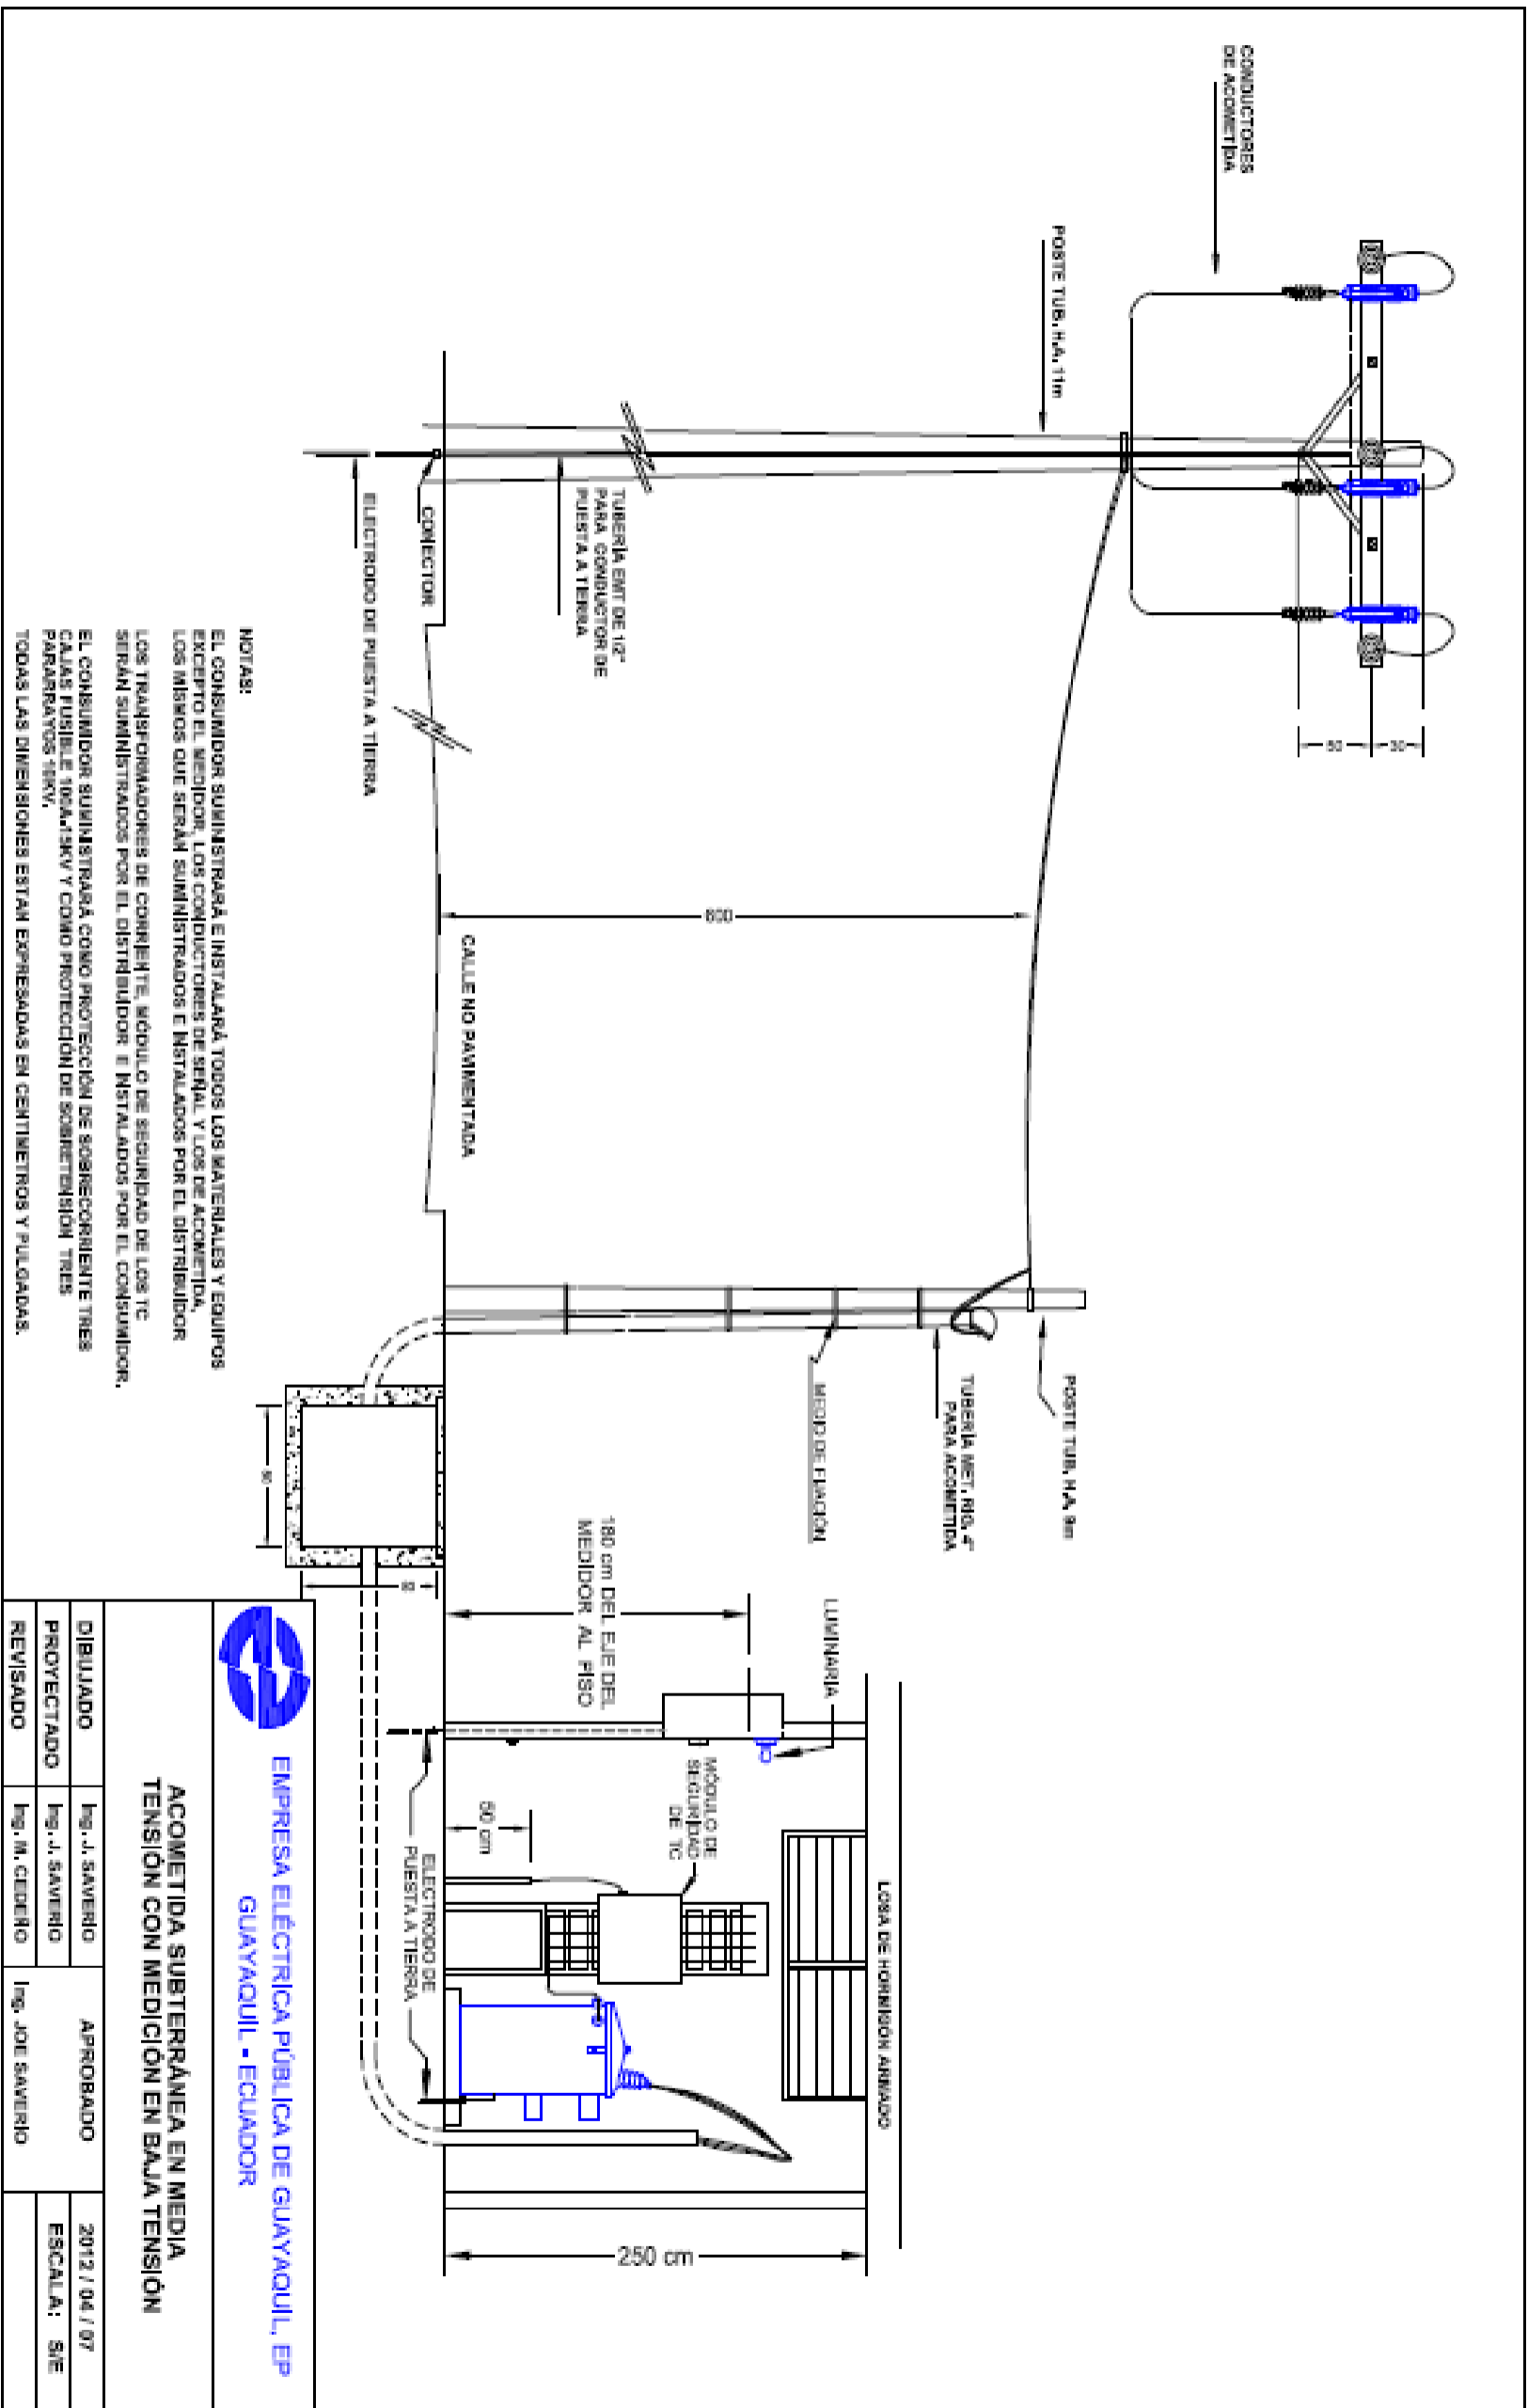 CONDUCTORES
DE ACOMETIDA
POSTE TUB. H.A. 11m
50
30
TUBERÍA EMT DE 1/2"
PARA CONDUCTOR DE
PUESTA A TIERRA
CONECTOR
ELECTRODO DE PUESTA A TIERRA
600
CALLE NO PAVIMENTADA
POSTE TUB. H.A. 9m
TUBERÍA MET. RIG. 4"
PARA ACOMETIDA
MEDIO DE FIJACIÓN
180 cm DEL EJE DEL
MEDIDOR AL PISO
LUMINARIA
MÓDULO DE
SEGURIDAD
DE TC
LOSA DE HORMIGÓN ARMADO
ELECTRODO DE
PUESTA A TIERRA
250 cm
NOTAS:
EL CONSUMIDOR SUMINISTRARÁ E INSTALARÁ TODOS LOS MATERIALES Y EQUIPOS
EXCEPTO EL MEDIDOR, LOS CONDUCTORES DE SEÑAL Y LOS DE ACOMETIDA,
LOS MISMOS QUE SERÁN SUMINISTRADOS E INSTALADOS POR EL DISTRIBUIDOR
LOS TRANSFORMADORES DE CORRIENTE, MÓDULO DE SEGURIDAD DE LOS TC
SERÁN SUMINISTRADOS POR EL DISTRIBUIDOR E INSTALADOS POR EL CONSUMIDOR.
EL CONSUMIDOR SUMINISTRARÁ COMO PROTECCIÓN DE SOBRECORRIENTE TRES
CAJAS FUSIBLE 100A-15KV Y COMO PROTECCIÓN DE SOBRETENSIÓN TRES
PARARRAYOS 10KV.
TODAS LAS DIMENSIONES ESTAN EXPRESADAS EN CENTIMETROS Y PULGADAS.
EMPRESA ELÉCTRICA PÚBLICA DE GUAYAQUIL, EP
GUAYAQUIL - ECUADOR
ACOMETIDA SUBTERRÁNEA EN MEDIA
TENSIÓN CON MEDICIÓN EN BAJA TENSIÓN
DIBUJADO Ing. J. SAVERIO APROBADO 2012 / 04 / 07
PROYECTADO Ing. J. SAVERIO ESCALA: S/E
REVISADO Ing. M. CEDEÑO Ing. JOE SAVERIO